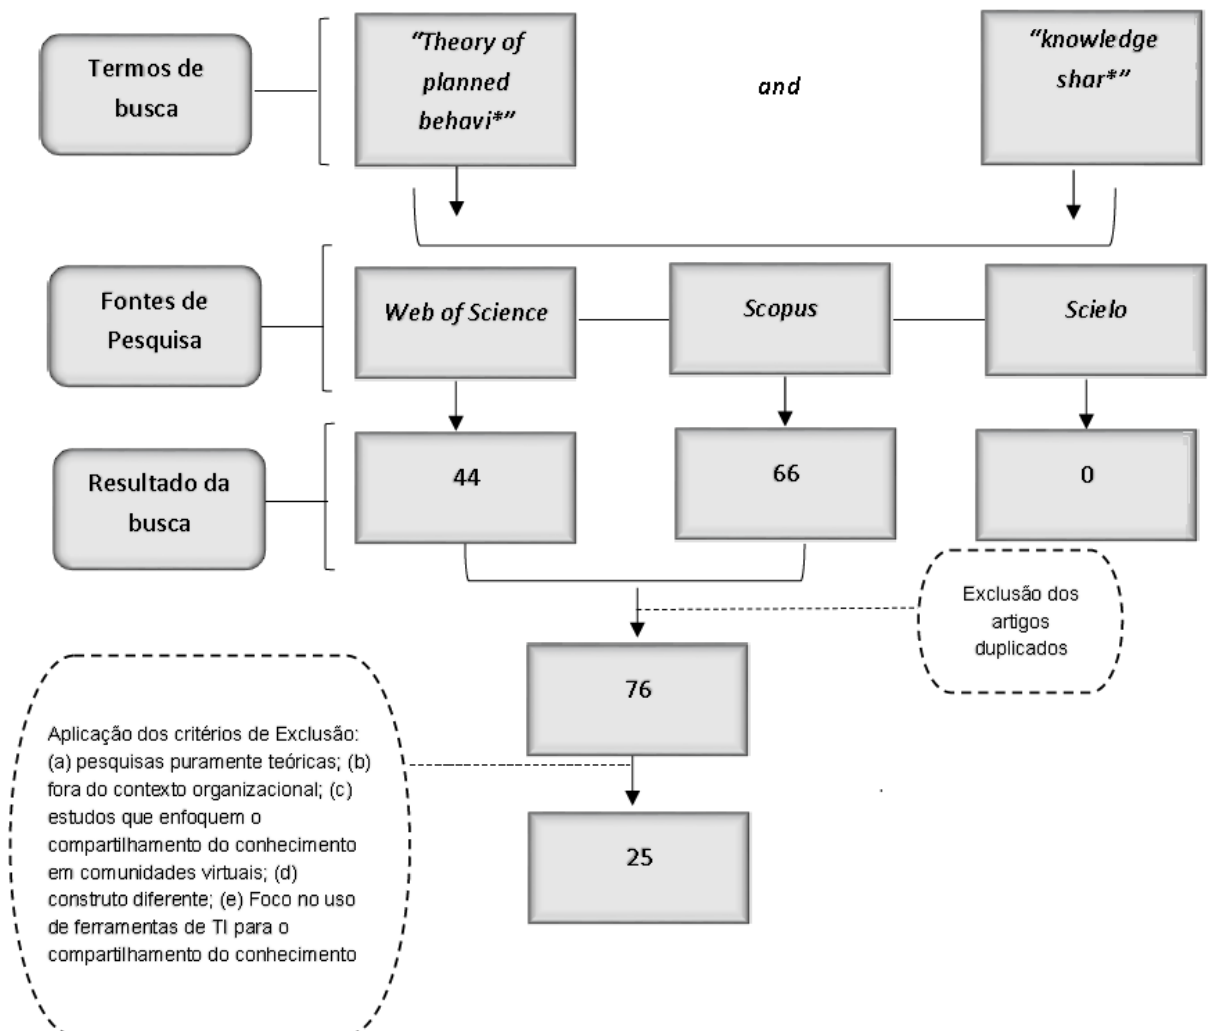 Termos de
busca
“Theory of
planned
behavi*”
and
“knowledge
shar*”
Fontes de
Pesquisa
Web of Science
Scopus
Scielo
Resultado da
busca
44
66
0
Exclusão dos
artigos
duplicados
76
Aplicação dos critérios de Exclusão:
(a) pesquisas puramente teóricas; (b)
fora do contexto organizacional; (c)
estudos que enfoquem o
compartilhamento do conhecimento
em comunidades virtuais; (d)
construto diferente; (e) Foco no uso
de ferramentas de TI para o
compartilhamento do conhecimento
25